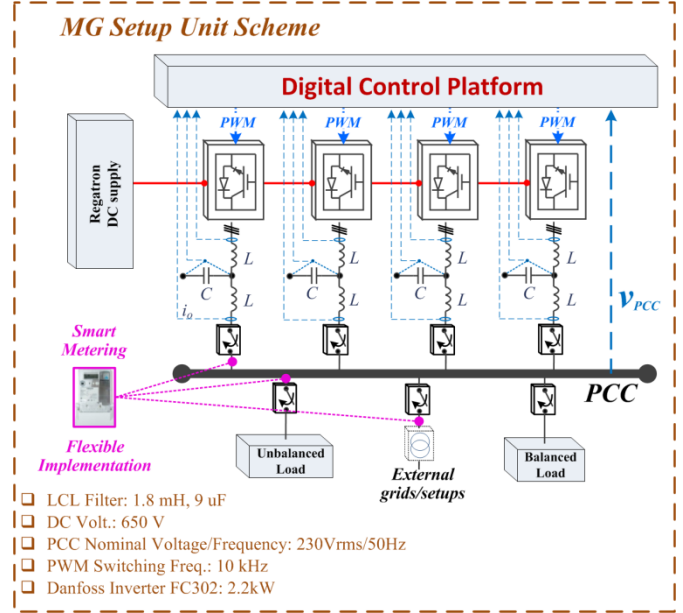 MG Setup Unit Scheme
Digital Control Platform
PWM
PWM
PWM
PWM
Regatron
DC supply
L
L
L
L
C
C
C
C
L
L
L
L
i_o
v_PCC
Smart
Metering
PCC
Flexible
Implementation
Unbalanced
Load
External
grids/setups
Balanced
Load
❑ LCL Filter: 1.8 mH, 9 uF
❑ DC Volt.: 650 V
❑ PCC Nominal Voltage/Frequency: 230Vrms/50Hz
❑ PWM Switching Freq.: 10 kHz
❑ Danfoss Inverter FC302: 2.2kW